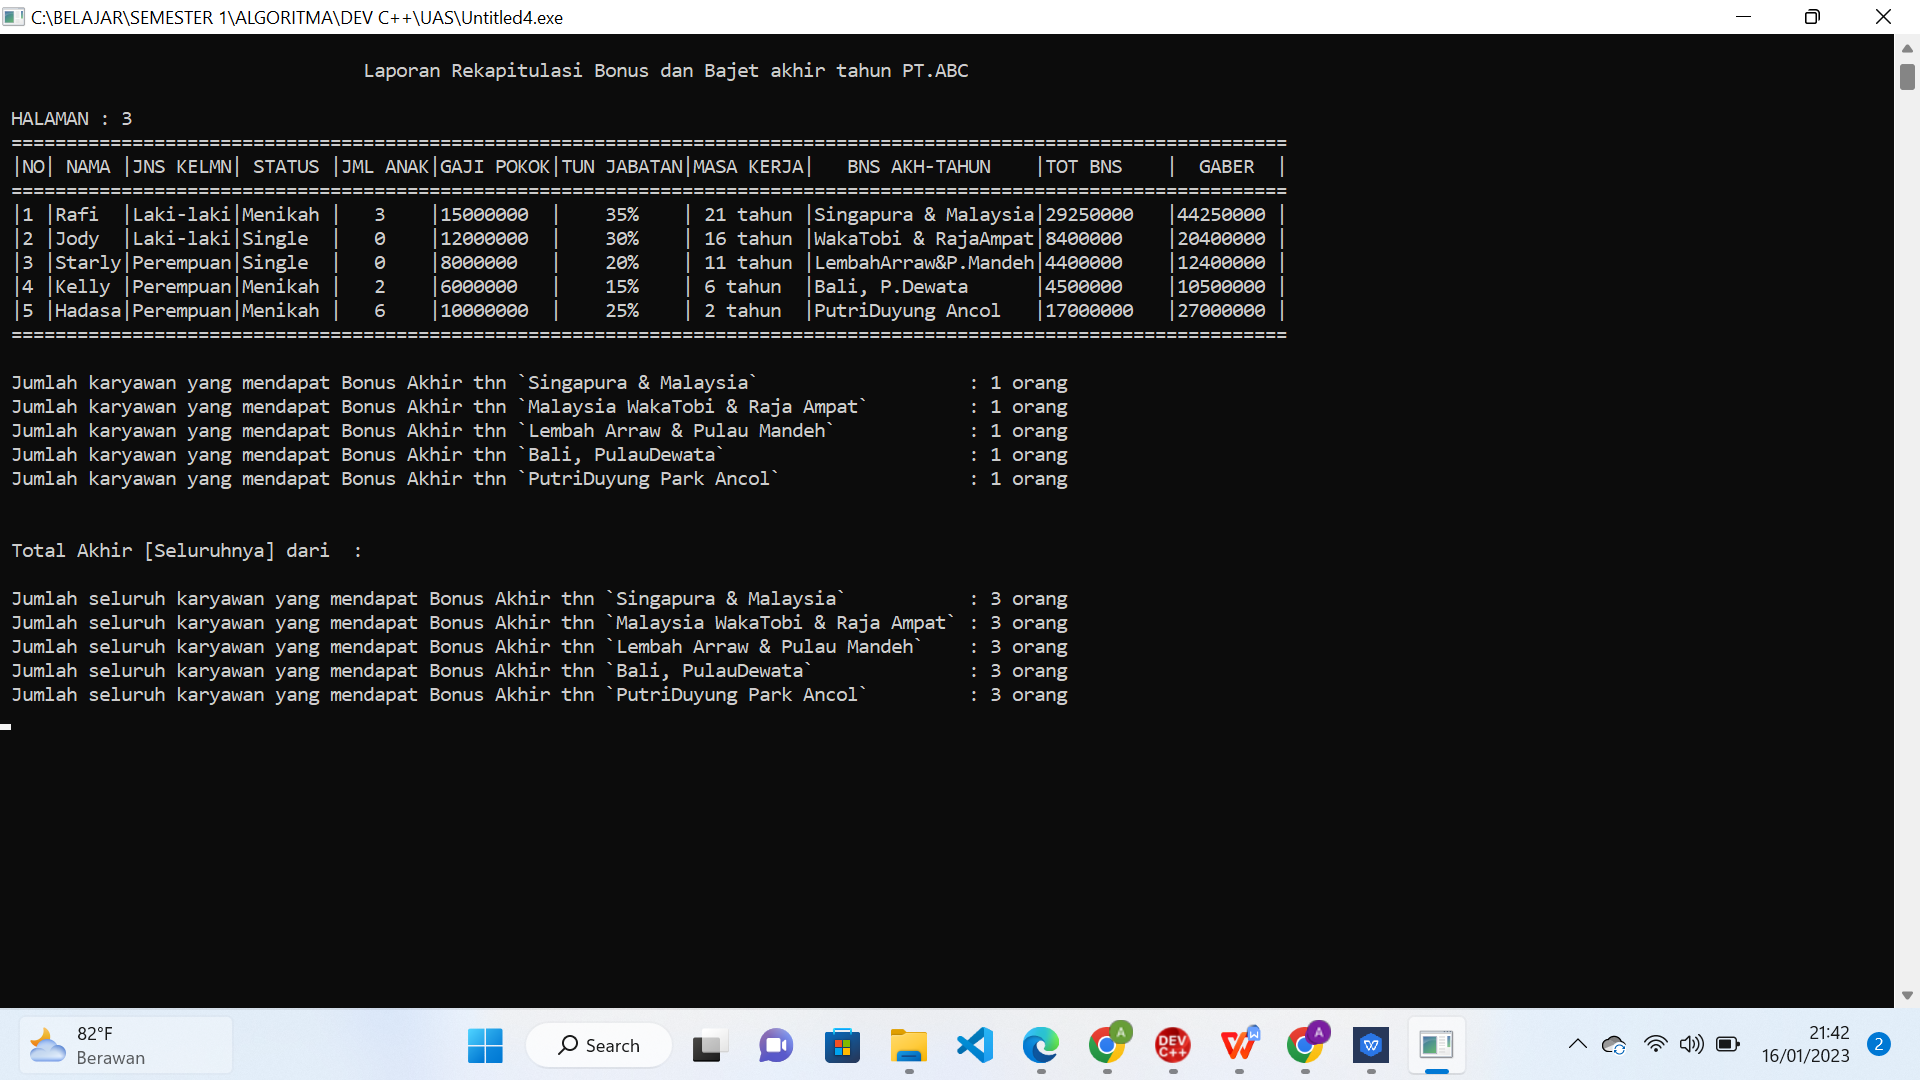 C:\BELAJAR\SEMESTER 1\ALGORITMA\DEV C++\UAS\Untitled4.exe
Laporan Rekapitulasi Bonus dan Bajet akhir tahun PT.ABC
HALAMAN : 3
====================================================================================================================
|NO| NAMA |JNS KELMN| STATUS |JML ANAK|GAJI POKOK|TUN JABATAN|MASA KERJA|   BNS AKH-TAHUN    |TOT BNS    |  GABER  |
====================================================================================================================
|1 |Rafi  |Laki-laki|Menikah |   3    |15000000  |    35%    | 21 tahun |Singapura & Malaysia|29250000   |44250000 |
|2 |Jody  |Laki-laki|Single  |   0    |12000000  |    30%    | 16 tahun |WakaTobi & RajaAmpat|8400000    |20400000 |
|3 |Starly|Perempuan|Single  |   0    |8000000   |    20%    | 11 tahun |LembahArraw&P.Mandeh|4400000    |12400000 |
|4 |Kelly |Perempuan|Menikah |   2    |6000000   |    15%    | 6 tahun  |Bali, P.Dewata      |4500000    |10500000 |
|5 |Hadasa|Perempuan|Menikah |   6    |10000000  |    25%    | 2 tahun  |PutriDuyung Ancol   |17000000   |27000000 |
====================================================================================================================
Jumlah karyawan yang mendapat Bonus Akhir thn `Singapura & Malaysia`                   : 1 orang
Jumlah karyawan yang mendapat Bonus Akhir thn `Malaysia WakaTobi & Raja Ampat`         : 1 orang
Jumlah karyawan yang mendapat Bonus Akhir thn `Lembah Arraw & Pulau Mandeh`            : 1 orang
Jumlah karyawan yang mendapat Bonus Akhir thn `Bali, PulauDewata`                      : 1 orang
Jumlah karyawan yang mendapat Bonus Akhir thn `PutriDuyung Park Ancol`                 : 1 orang
Total Akhir [Seluruhnya] dari  :
Jumlah seluruh karyawan yang mendapat Bonus Akhir thn `Singapura & Malaysia`           : 3 orang
Jumlah seluruh karyawan yang mendapat Bonus Akhir thn `Malaysia WakaTobi & Raja Ampat` : 3 orang
Jumlah seluruh karyawan yang mendapat Bonus Akhir thn `Lembah Arraw & Pulau Mandeh`    : 3 orang
Jumlah seluruh karyawan yang mendapat Bonus Akhir thn `Bali, PulauDewata`              : 3 orang
Jumlah seluruh karyawan yang mendapat Bonus Akhir thn `PutriDuyung Park Ancol`         : 3 orang
82°F
Berawan
Search
A
DEV C++
W
A
21:42
16/01/2023
2